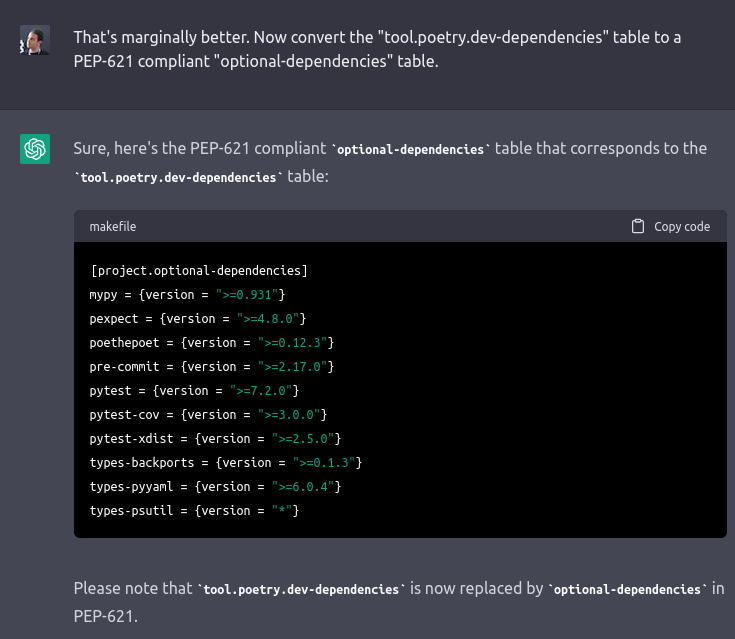 That's marginally better. Now convert the "tool.poetry.dev-dependencies" table to a
PEP-621 compliant "optional-dependencies" table.
Sure, here's the PEP-621 compliant `optional-dependencies` table that corresponds to the
`tool.poetry.dev-dependencies` table:
makefile Copy code
[project.optional-dependencies]
mypy = {version = ">=0.931"}
pexpect = {version = ">=4.8.0"}
poethepoet = {version = ">=0.12.3"}
pre-commit = {version = ">=2.17.0"}
pytest = {version = ">=7.2.0"}
pytest-cov = {version = ">=3.0.0"}
pytest-xdist = {version = ">=2.5.0"}
types-backports = {version = ">=0.1.3"}
types-pyyaml = {version = ">=6.0.4"}
types-psutil = {version = "*"}
Please note that `tool.poetry.dev-dependencies` is now replaced by `optional-dependencies` in
PEP-621.